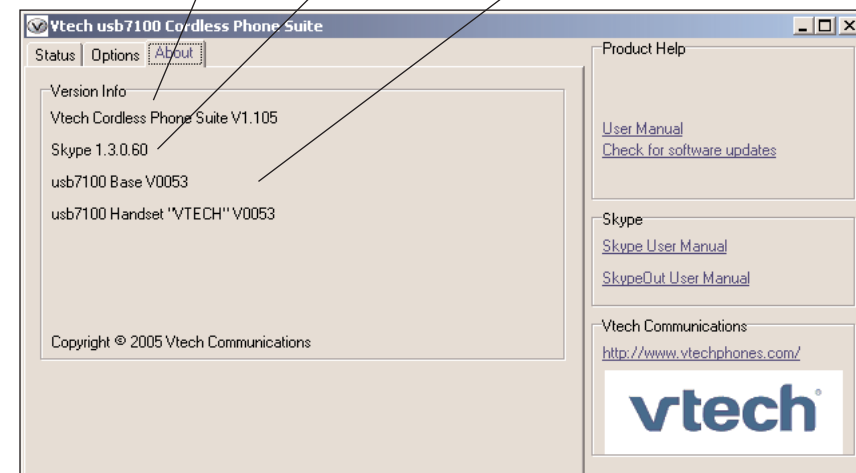 Vtech usb7100 Cordless Phone Suite
Status Options About
Version Info
Vtech Cordless Phone Suite V1.105
Skype 1.3.0.60
usb7100 Base V0053
usb7100 Handset "VTECH" V0053
Copyright © 2005 Vtech Communications
Product Help
User Manual
Check for software updates
Skype
Skype User Manual
SkypeOut User Manual
Vtech Communications
http://www.vtechphones.com/
vtech